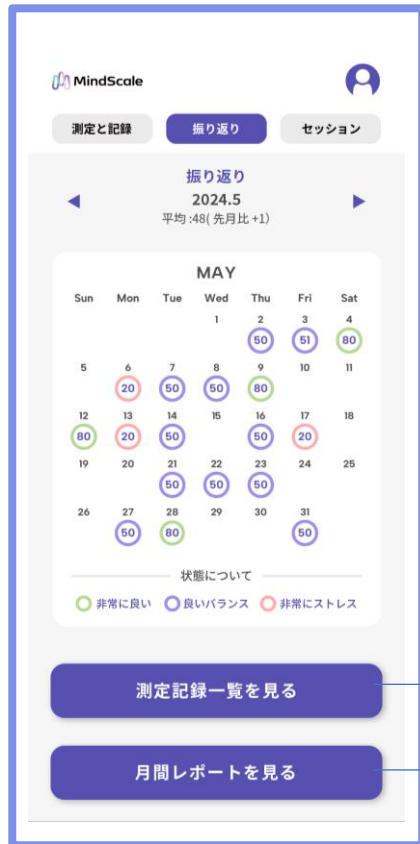 MindScale
測定と記録 振り返り セッション
振り返り
2024.5
平均:48(先月比+1)
MAY
Sun Mon Tue Wed Thu Fri Sat
1 2 3 4
50 51 80
5 6 7 8 9 10 11
20 50 50 80
12 13 14 15 16 17 18
80 20 50 50 20
19 20 21 22 23 24 25
50 50 50
26 27 28 29 30 31
50 80 50
状態について
非常に良い 良いバランス 非常にストレス
測定記録一覧を見る
月間レポートを見る